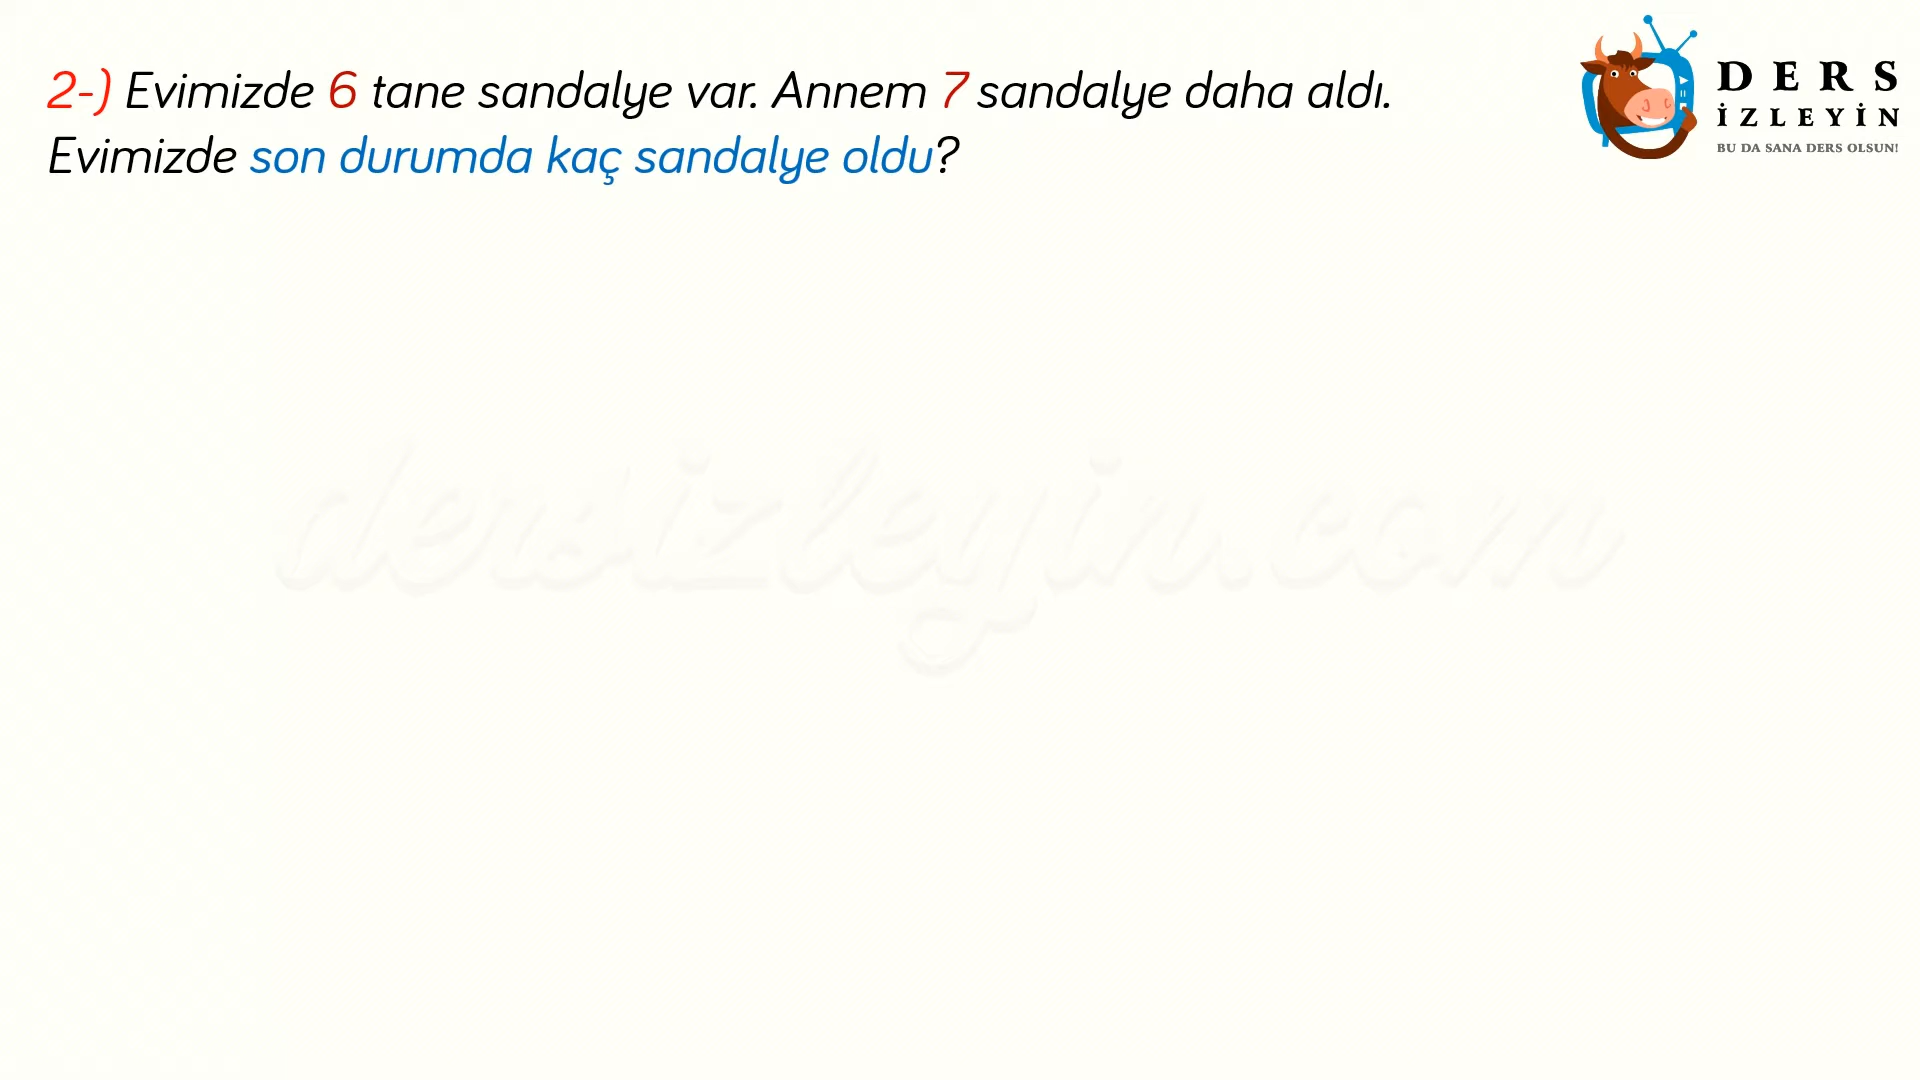 2-) Evimizde 6 tane sandalye var. Annem 7 sandalye daha aldı.
Evimizde son durumda kaç sandalye oldu?
DERS
İZLEYİN
BU DA SANA DERS OLSUN!
dersizleyin.com